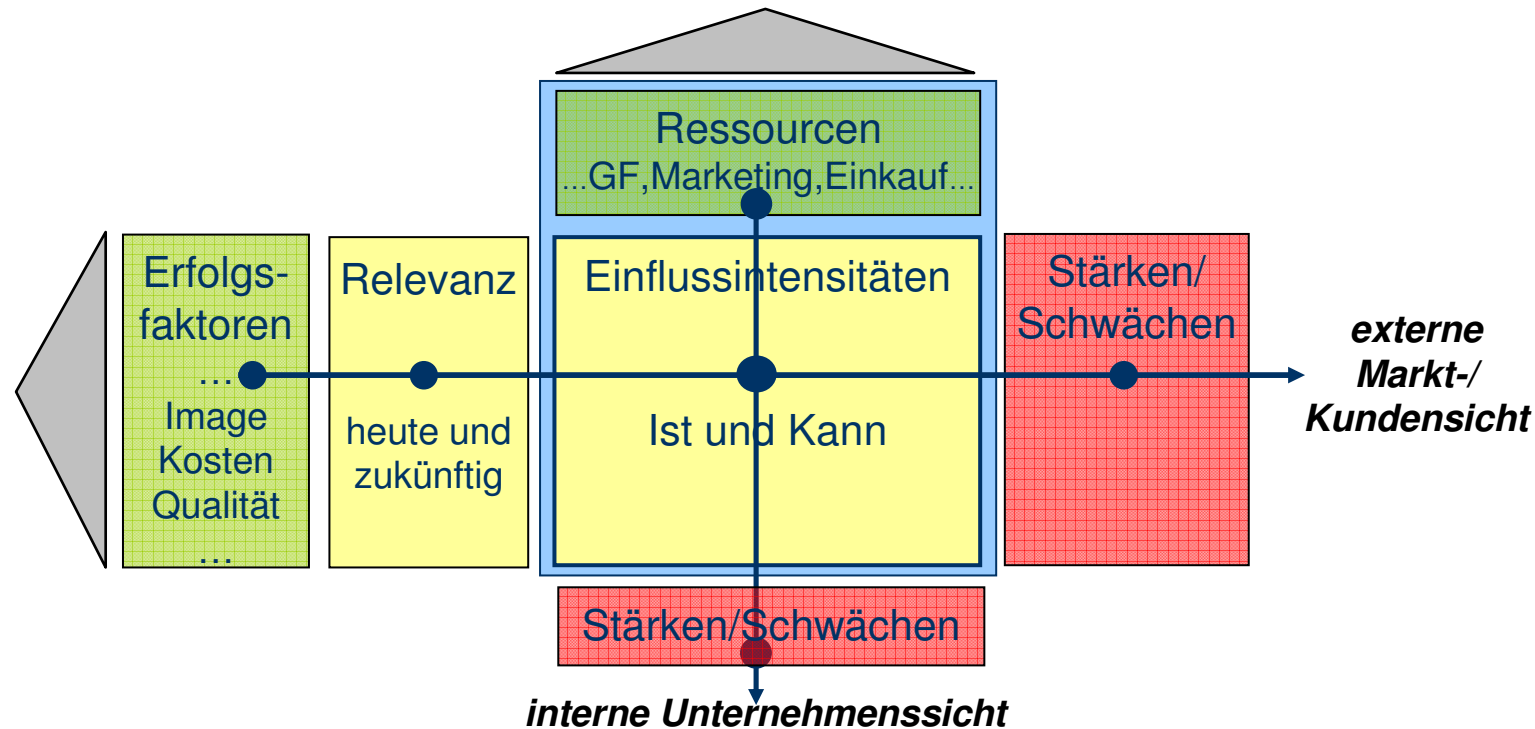 Ressourcen
...GF,Marketing,Einkauf...
Erfolgs-
faktoren
...
Image
Kosten
Qualität
...
Relevanz
heute und
zukünftig
Einflussintensitäten
Ist und Kann
Stärken/
Schwächen
externe
Markt-/
Kundensicht
Stärken/Schwächen
interne Unternehmenssicht